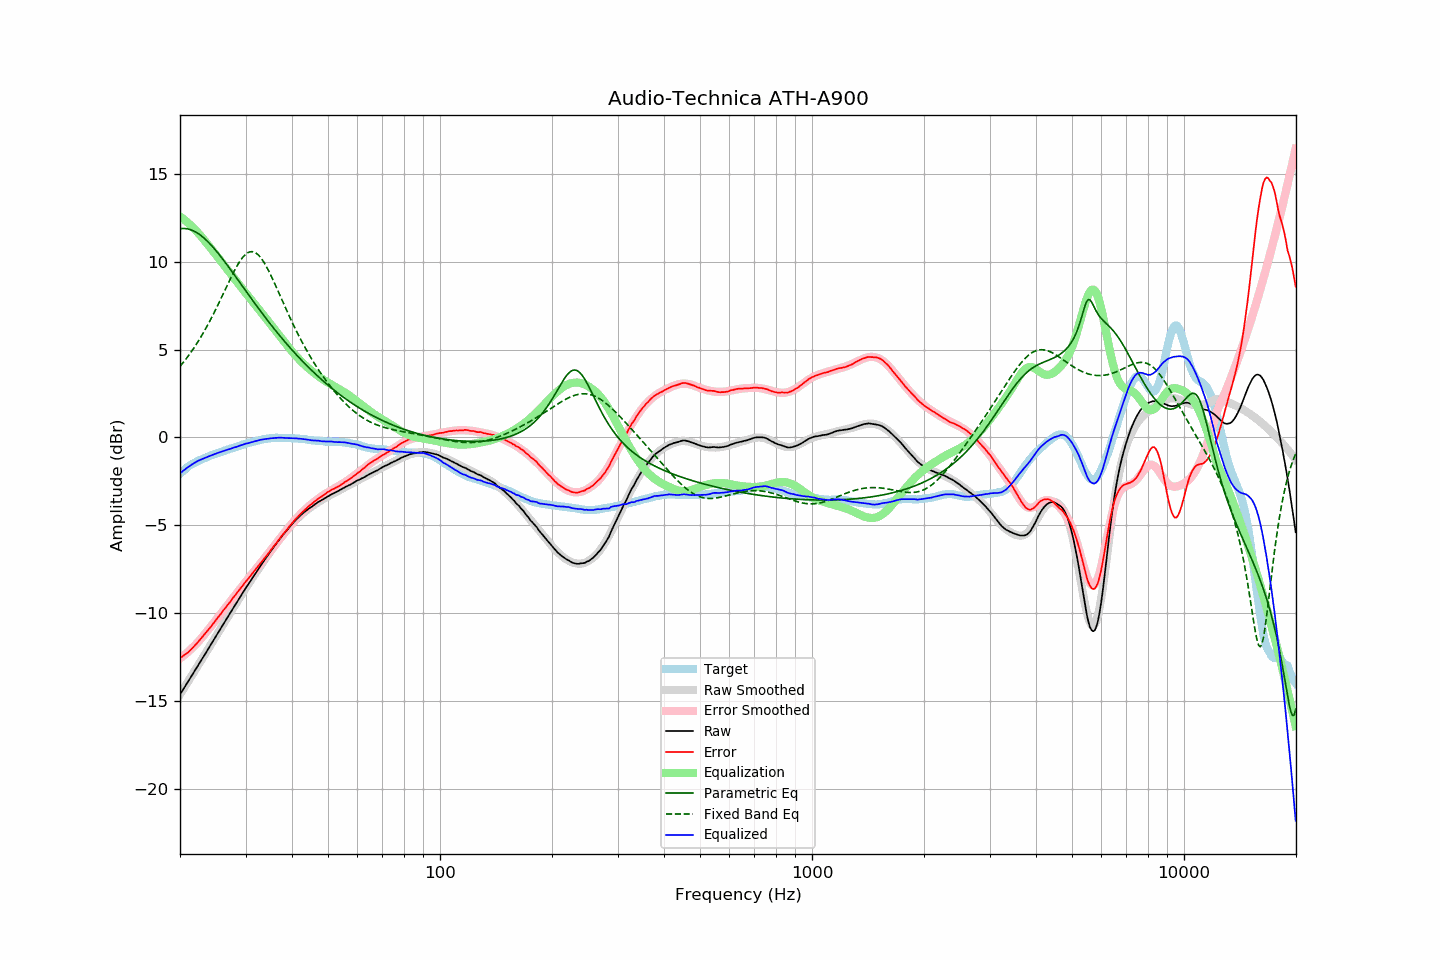 Audio-Technica ATH-A900
Amplitude (dBr)
15
10
5
0
−5
−10
−15
−20
100
1000
10000
Frequency (Hz)
Target
Raw Smoothed
Error Smoothed
Raw
Error
Equalization
Parametric Eq
Fixed Band Eq
Equalized